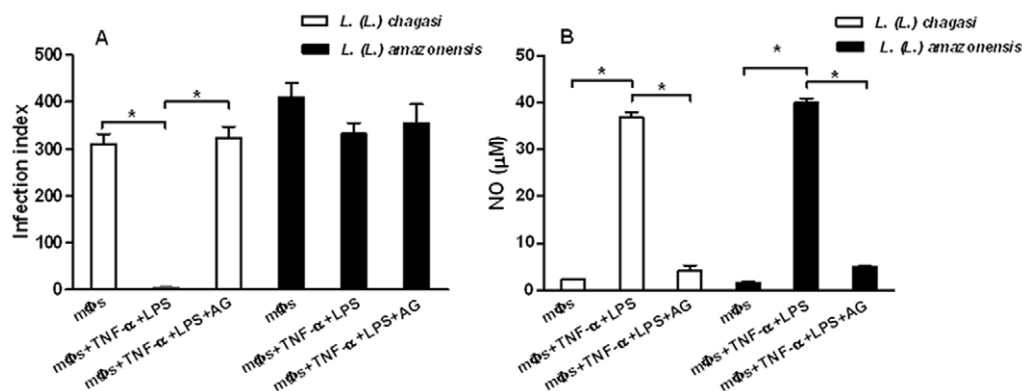 A
L. (L.) chagasi
L. (L.) amazonensis
Infection index
500
400
300
200
100
0
*
*
mΦs
mΦs+TNF-α+LPS
mΦs+TNF-α+LPS+AG
mΦs
mΦs+TNF-α+LPS
mΦs+TNF-α+LPS+AG
B
L. (L.) chagasi
L. (L.) amazonensis
NO (μM)
50
40
30
20
10
0
*
*
*
*
mΦs
mΦs+TNF-α+LPS
mΦs+TNF-α+LPS+AG
mΦs
mΦs+TNF-α+LPS
mΦs+TNF-α+LPS+AG